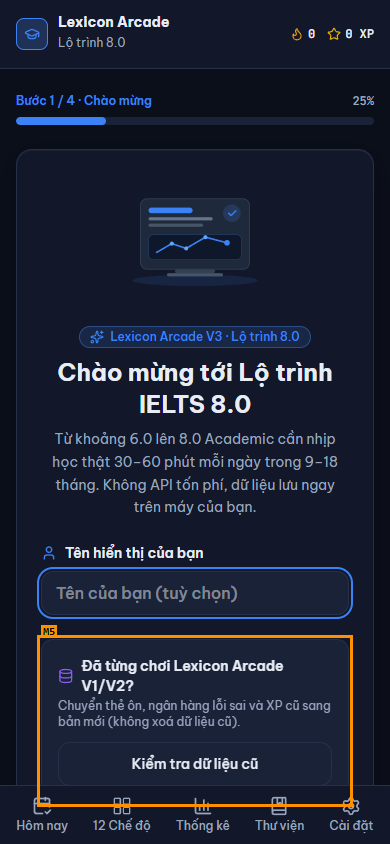 Lexicon Arcade
Lộ trình 8.0
0
0 XP
Bước 1 / 4 · Chào mừng
25%
Lexicon Arcade V3 · Lộ trình 8.0
Chào mừng tới Lộ trình
IELTS 8.0
Từ khoảng 6.0 lên 8.0 Academic cần nhịp
học thật 30–60 phút mỗi ngày trong 9–18
tháng. Không API tốn phí, dữ liệu lưu ngay
trên máy của bạn.
Tên hiển thị của bạn
Tên của bạn (tuỳ chọn)
M5
Đã từng chơi Lexicon Arcade
V1/V2?
Chuyển thẻ ôn, ngân hàng lỗi sai và XP cũ sang
bản mới (không xoá dữ liệu cũ).
Kiểm tra dữ liệu cũ
Hôm nay
12 Chế độ
Thống kê
Thư viện
Cài đặt